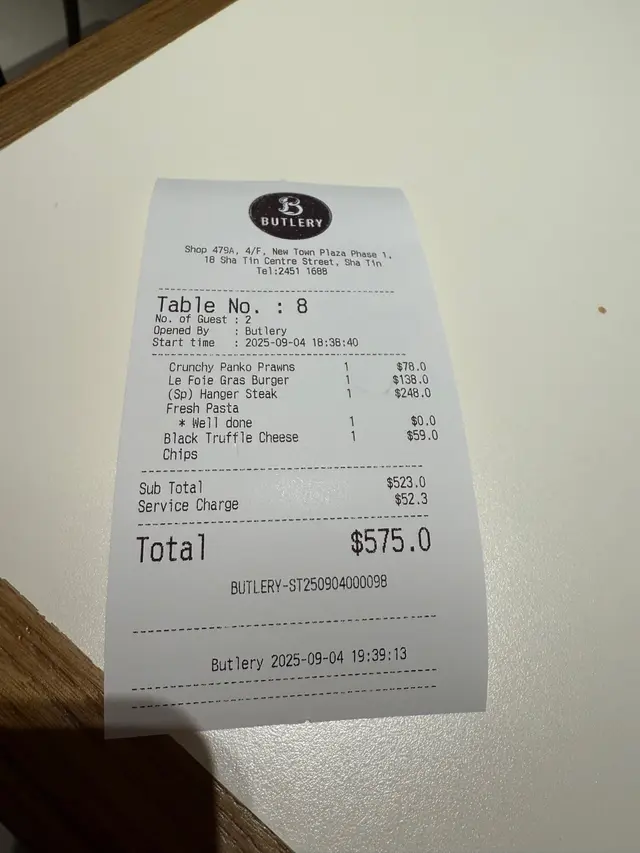 B
BUTLERY
Shop 479A, 4/F, New Town Plaza Phase 1,
18 Sha Tin Centre Street, Sha Tin
Tel:2451 1688
Table No. : 8
No. of Guest : 2
Opened By : Butlery
Start time : 2025-09-04 18:38:40
Crunchy Panko Prawns 1 $78.0
Le Foie Gras Burger 1 $138.0
(Sp) Hanger Steak 1 $248.0
Fresh Pasta
* Well done 1 $0.0
Black Truffle Cheese 1 $59.0
Chips
Sub Total $523.0
Service Charge $52.3
Total $575.0
BUTLERY-ST250904000098
Butlery 2025-09-04 19:39:13